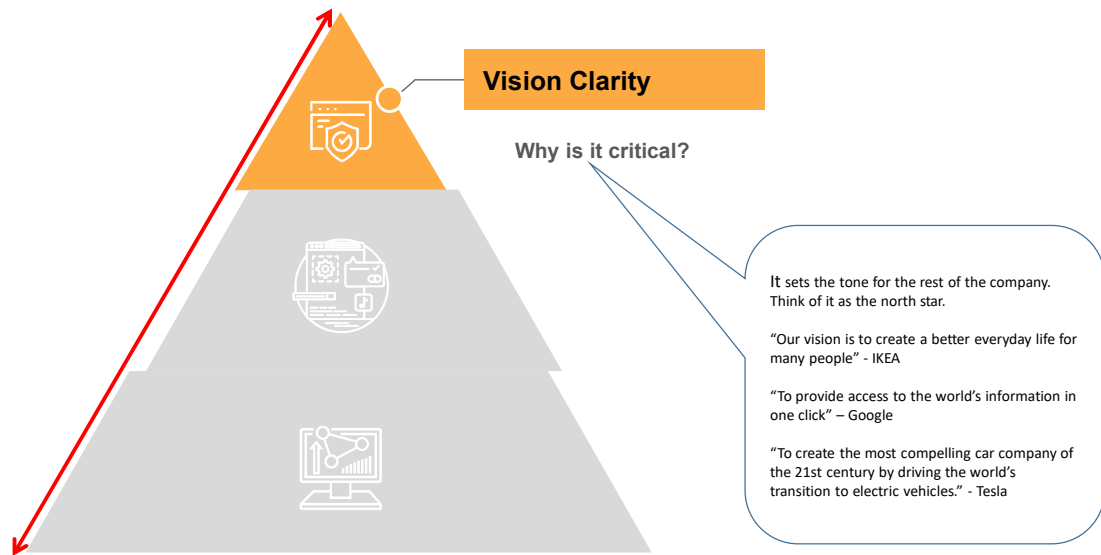 Vision Clarity
Why is it critical?
It sets the tone for the rest of the company.
Think of it as the north star.
“Our vision is to create a better everyday life for
many people” - IKEA
“To provide access to the world’s information in
one click” – Google
“To create the most compelling car company of
the 21st century by driving the world’s
transition to electric vehicles.” - Tesla